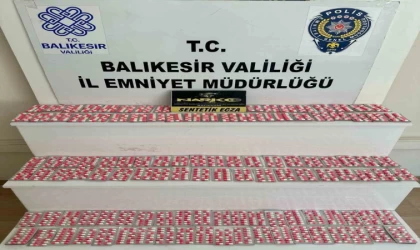 T.C.
BALIKESİR
VALİLİĞİ
POLİS
T.C.
BALIKESİR VALİLİĞİ
İL EMNİYET MÜDÜRLÜĞÜ
NARKO
SENTETİK ECZA